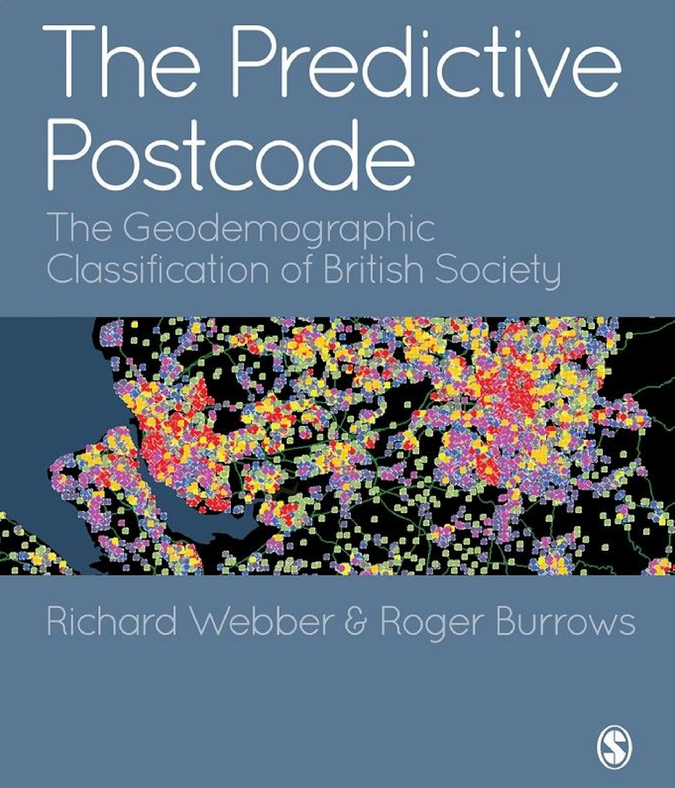 The Predictive
Postcode
The Geodemographic
Classification of British Society
Richard Webber & Roger Burrows
S